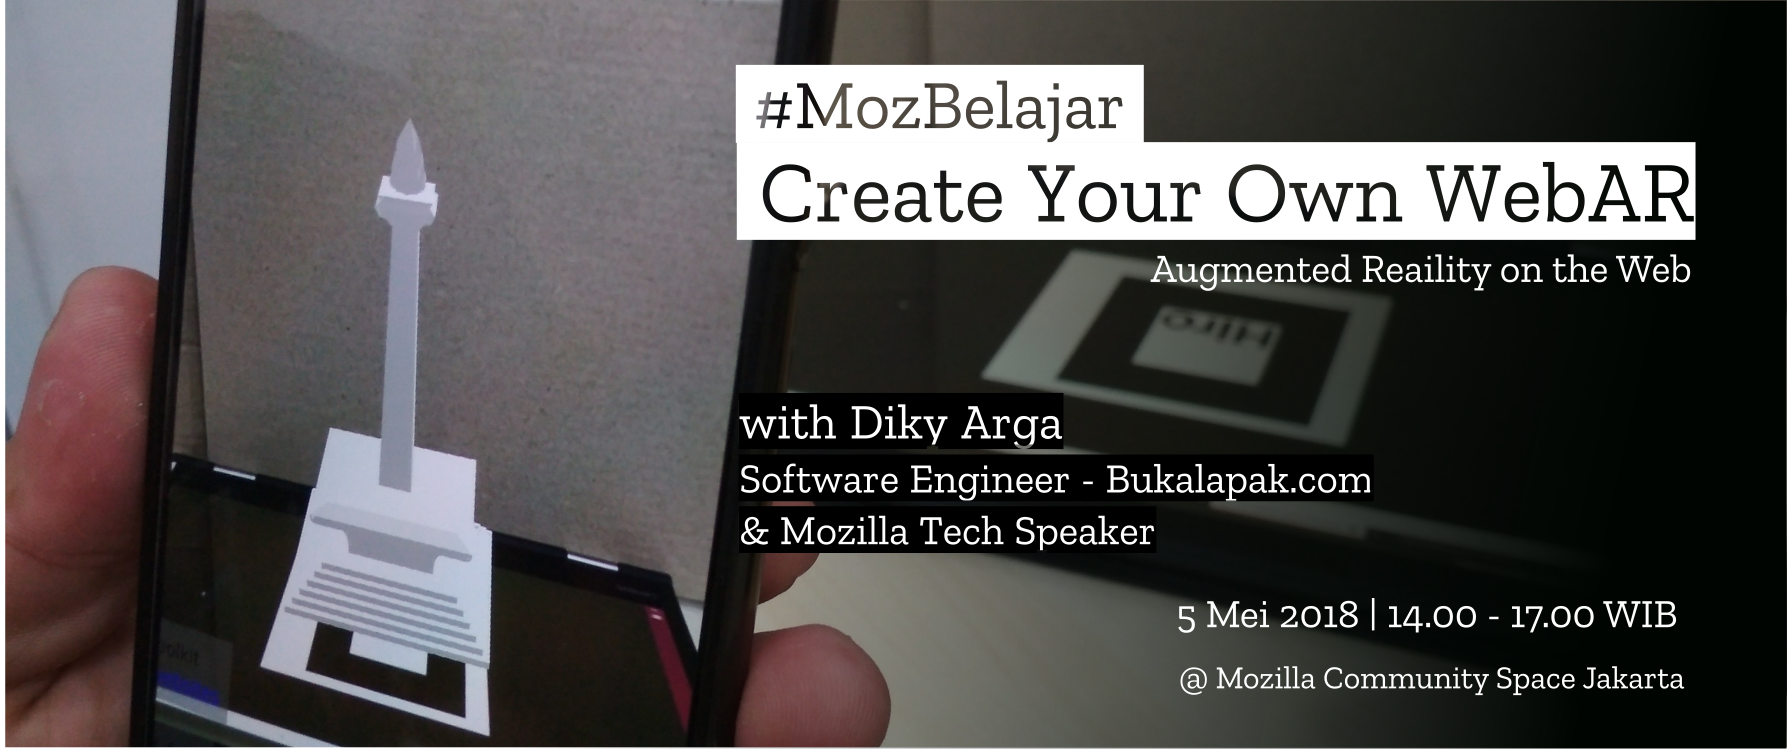 #MozBelajar
Create Your Own WebAR
Augmented Reaility on the Web
Hiro
with Diky Arga
Software Engineer - Bukalapak.com
& Mozilla Tech Speaker
5 Mei 2018 | 14.00 - 17.00 WIB
@ Mozilla Community Space Jakarta